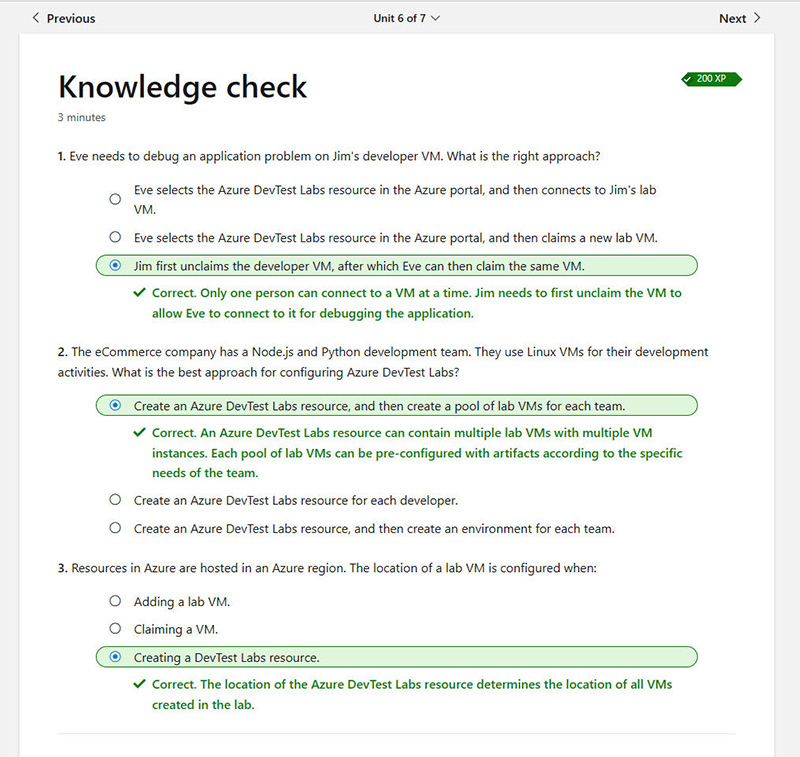 Previous
Unit 6 of 7
Next
Knowledge check
200 XP
3 minutes
1. Eve needs to debug an application problem on Jim's developer VM. What is the right approach?
Eve selects the Azure DevTest Labs resource in the Azure portal, and then connects to Jim's lab
VM.
Eve selects the Azure DevTest Labs resource in the Azure portal, and then claims a new lab VM.
Jim first unclaims the developer VM, after which Eve can then claim the same VM.
Correct. Only one person can connect to a VM at a time. Jim needs to first unclaim the VM to
allow Eve to connect to it for debugging the application.
2. The eCommerce company has a Node.js and Python development team. They use Linux VMs for their development
activities. What is the best approach for configuring Azure DevTest Labs?
Create an Azure DevTest Labs resource, and then create a pool of lab VMs for each team.
Correct. An Azure DevTest Labs resource can contain multiple lab VMs with multiple VM
instances. Each pool of lab VMs can be pre-configured with artifacts according to the specific
needs of the team.
Create an Azure DevTest Labs resource for each developer.
Create an Azure DevTest Labs resource, and then create an environment for each team.
3. Resources in Azure are hosted in an Azure region. The location of a lab VM is configured when:
Adding a lab VM.
Claiming a VM.
Creating a DevTest Labs resource.
Correct. The location of the Azure DevTest Labs resource determines the location of all VMs
created in the lab.